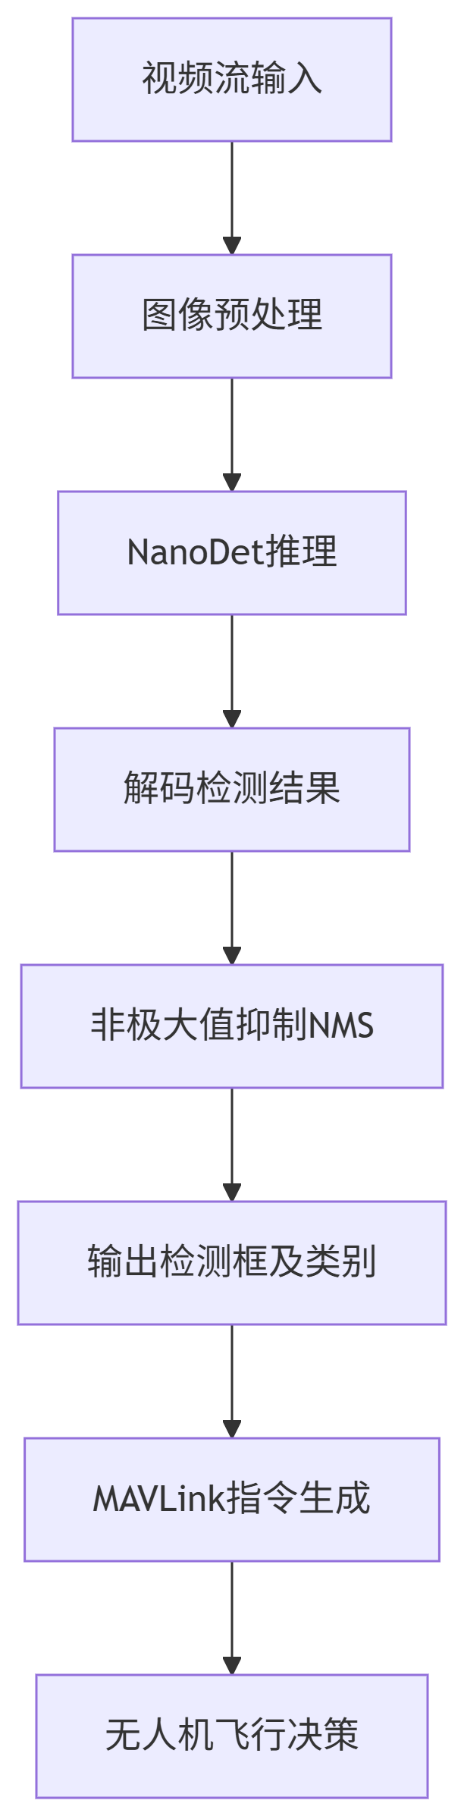 视频流输入
图像预处理
NanoDet推理
解码检测结果
非极大值抑制NMS
输出检测框及类别
MAVLink指令生成
无人机飞行决策